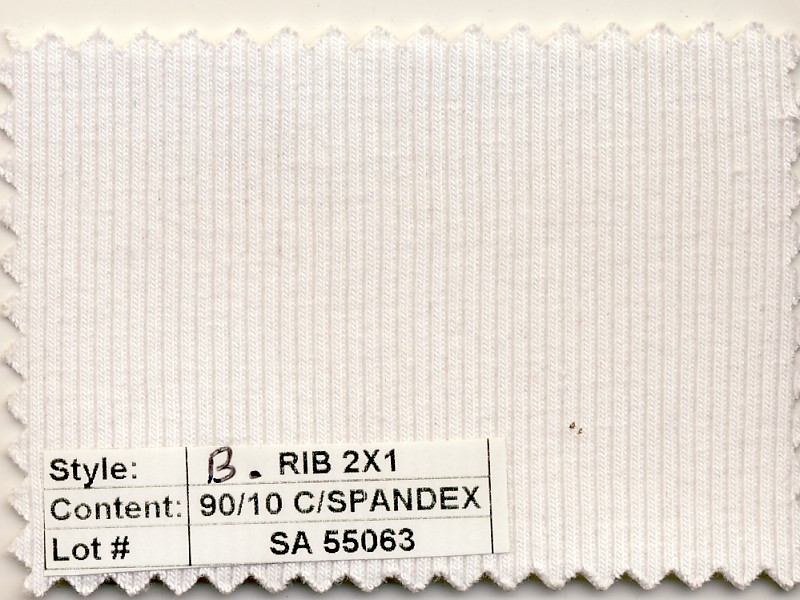 Style: B. RIB 2X1
Content: 90/10 C/SPANDEX
Lot # SA 55063